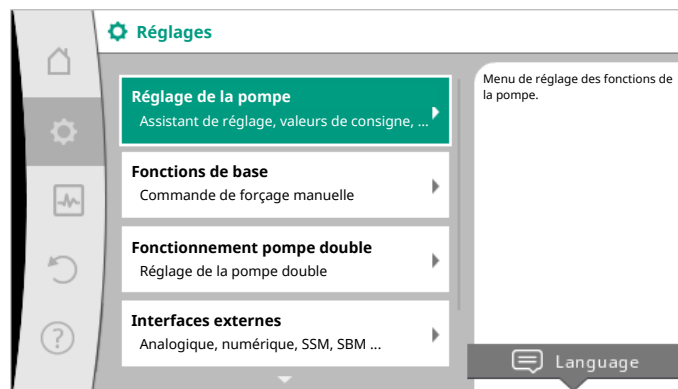 Réglages
Réglage de la pompe
Assistant de réglage, valeurs de consigne, ...
Fonctions de base
Commande de forçage manuelle
Fonctionnement pompe double
Réglage de la pompe double
Interfaces externes
Analogique, numérique, SSM, SBM ...
Menu de réglage des fonctions de
la pompe.
Language